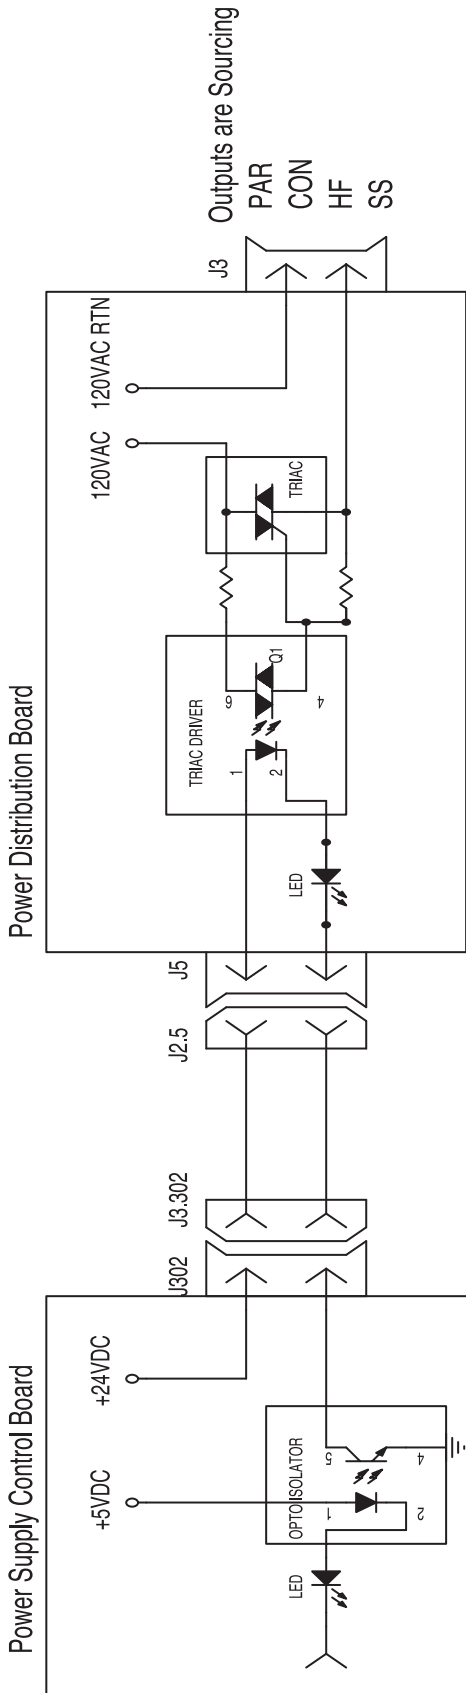 Power Supply Control Board
+5VDC
+24VDC
LED
OPTOISOLATOR
1
2
5
4
J302
J3.302
J2.5
J5
Power Distribution Board
LED
TRIAC DRIVER
1
2
6
4
Q1
TRIAC
120VAC
120VAC RTN
J3
Outputs are Sourcing
PAR
CON
HF
SS